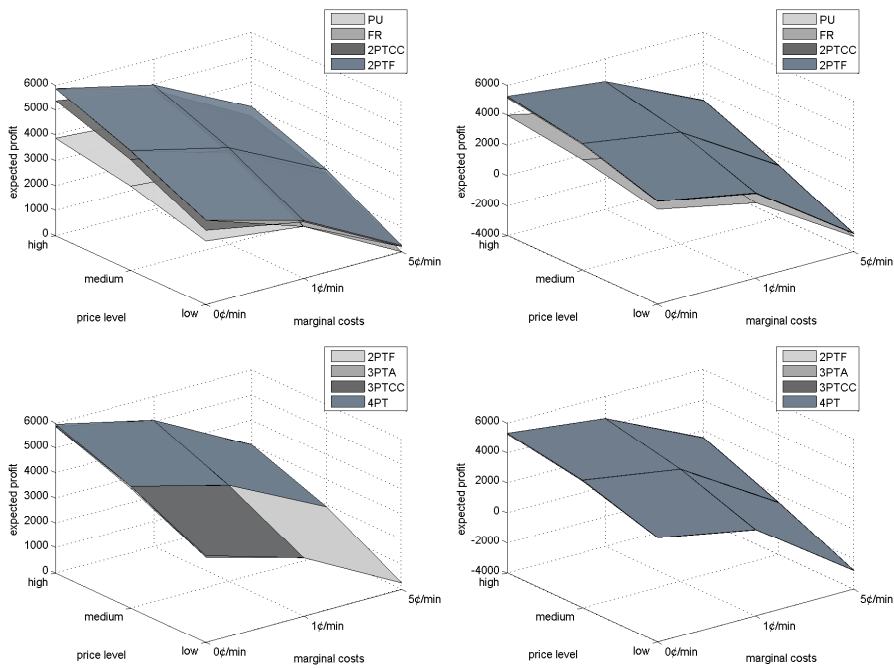 PU
FR
2PTCC
2PTF
6000
5000
4000
3000
2000
1000
0
expected profit
high
medium
low
price level
0¢/min
1¢/min
5¢/min
marginal costs
PU
FR
2PTCC
2PTF
6000
4000
2000
0
-2000
-4000
expected profit
high
medium
low
price level
0¢/min
1¢/min
5¢/min
marginal costs
2PTF
3PTA
3PTCC
4PT
6000
5000
4000
3000
2000
1000
0
expected profit
high
medium
low
price level
0¢/min
1¢/min
5¢/min
marginal costs
2PTF
3PTA
3PTCC
4PT
6000
4000
2000
0
-2000
-4000
expected profit
high
medium
low
price level
0¢/min
1¢/min
5¢/min
marginal costs